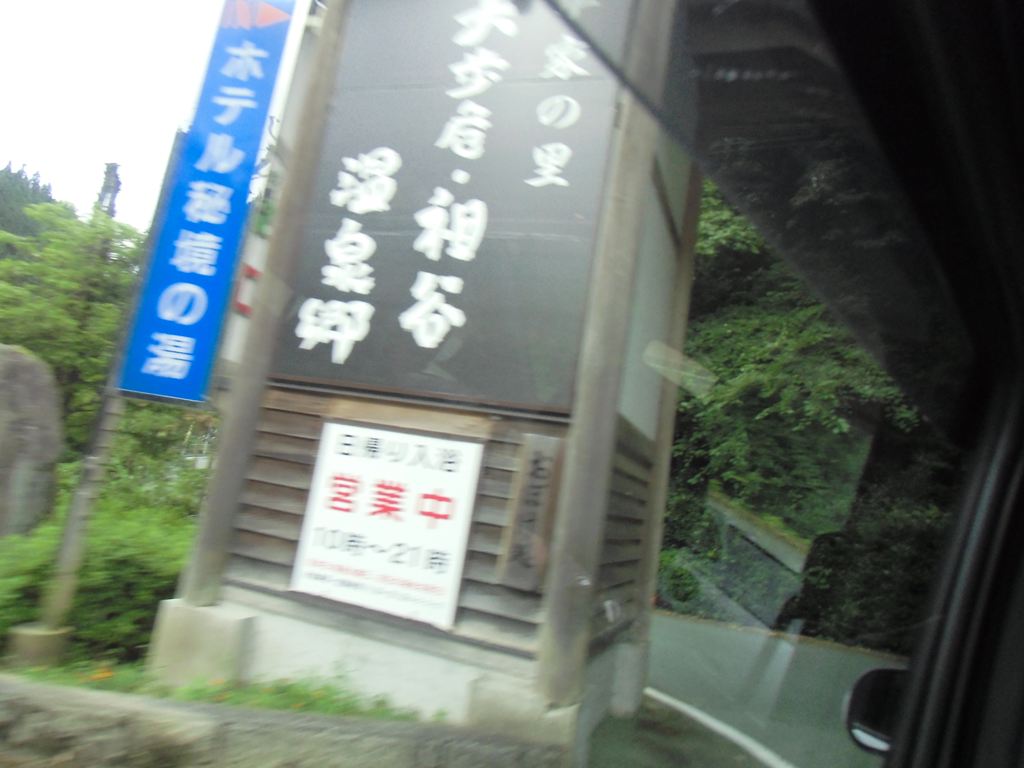 ホテル秘境の湯
家の里
大歩危・祖谷
温泉郷
日帰り入浴
営業中
10時～21時